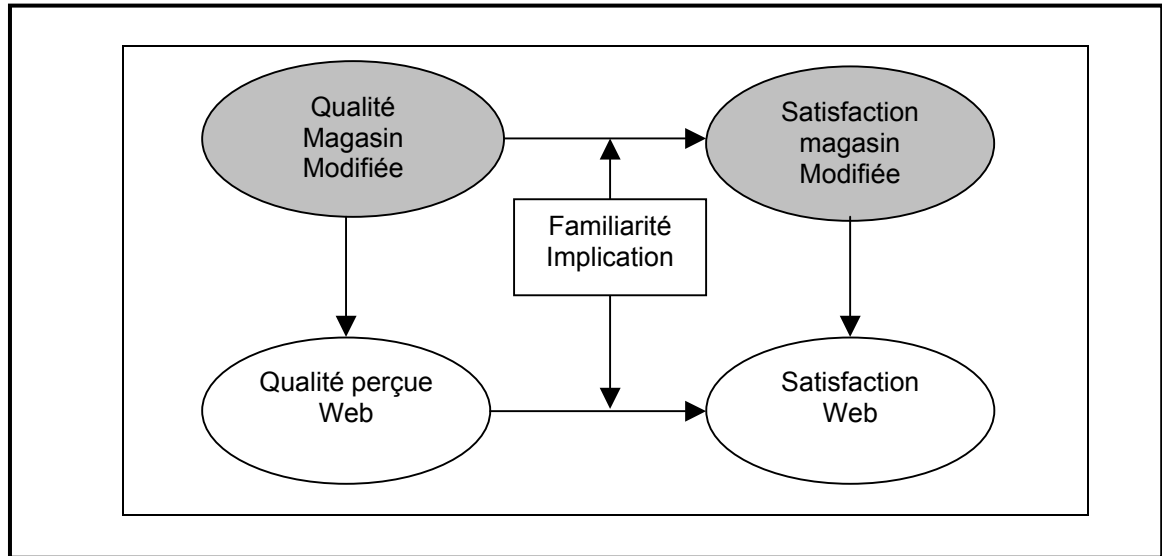 Qualité
Magasin
Modifiée
Satisfaction
magasin
Modifiée
Familiarité
Implication
Qualité perçue
Web
Satisfaction
Web